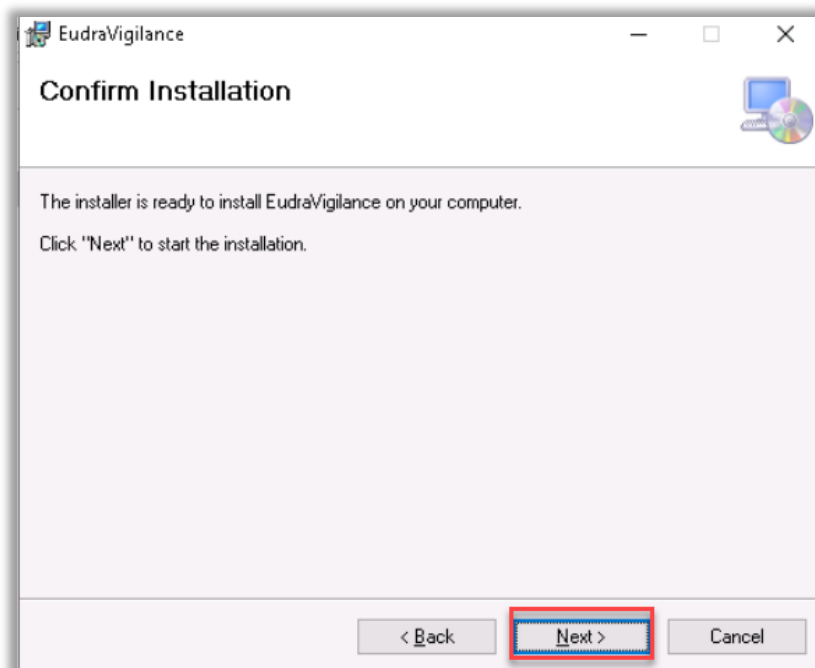 EudraVigilance
Confirm Installation
The installer is ready to install EudraVigilance on your computer.
Click "Next" to start the installation.
< Back
Next >
Cancel